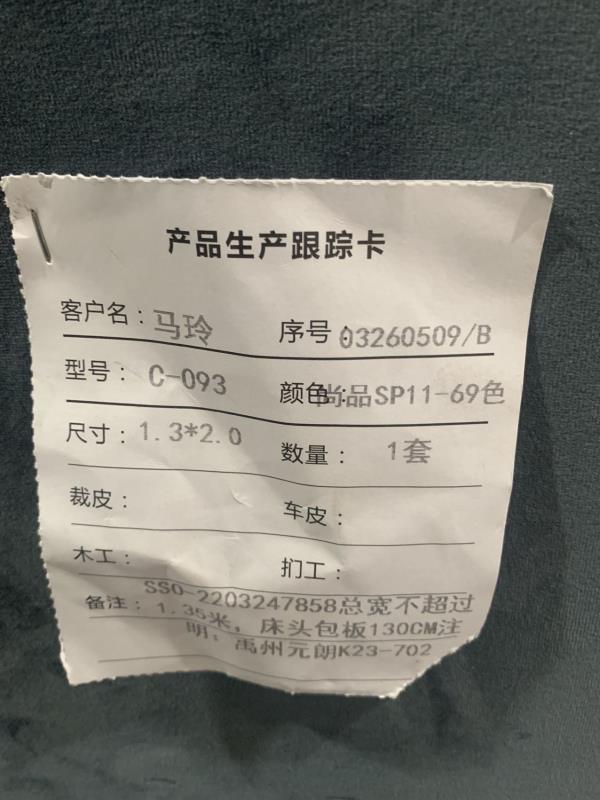 产品生产跟踪卡
客户名：马玲 序号：03260509/B
型号：C-093 颜色：尚品SP11-69色
尺寸：1.3*2.0 数量：1套
裁皮： 车皮：
木工： 扪工：
SSO-2203247858总宽不超过
备注：1.35米，床头包板130CM注
明：禹州元朗K23-702